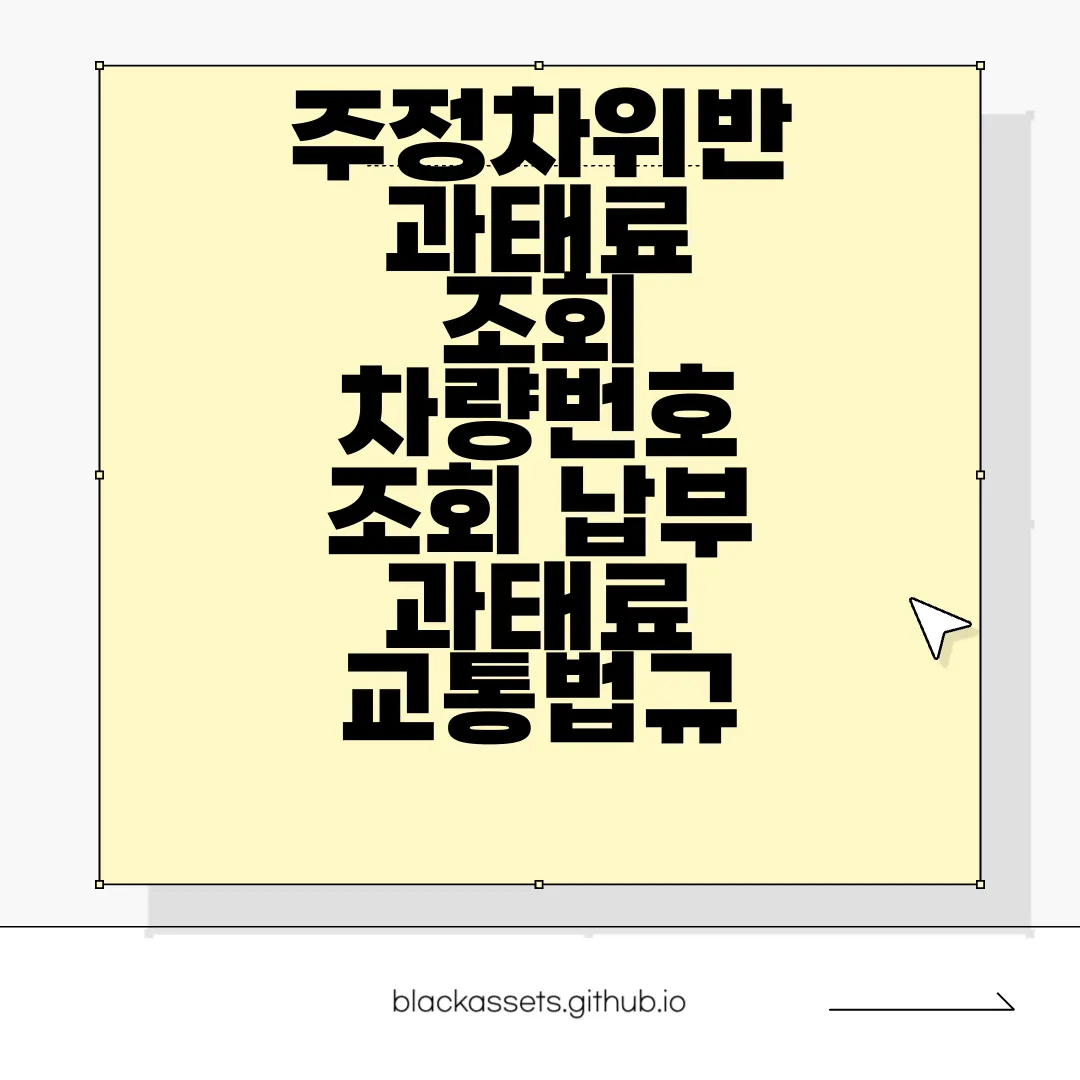 주정차위반
과태료
조회
차량번호
조회 납부
과태료
교통법규
blackassets.github.io